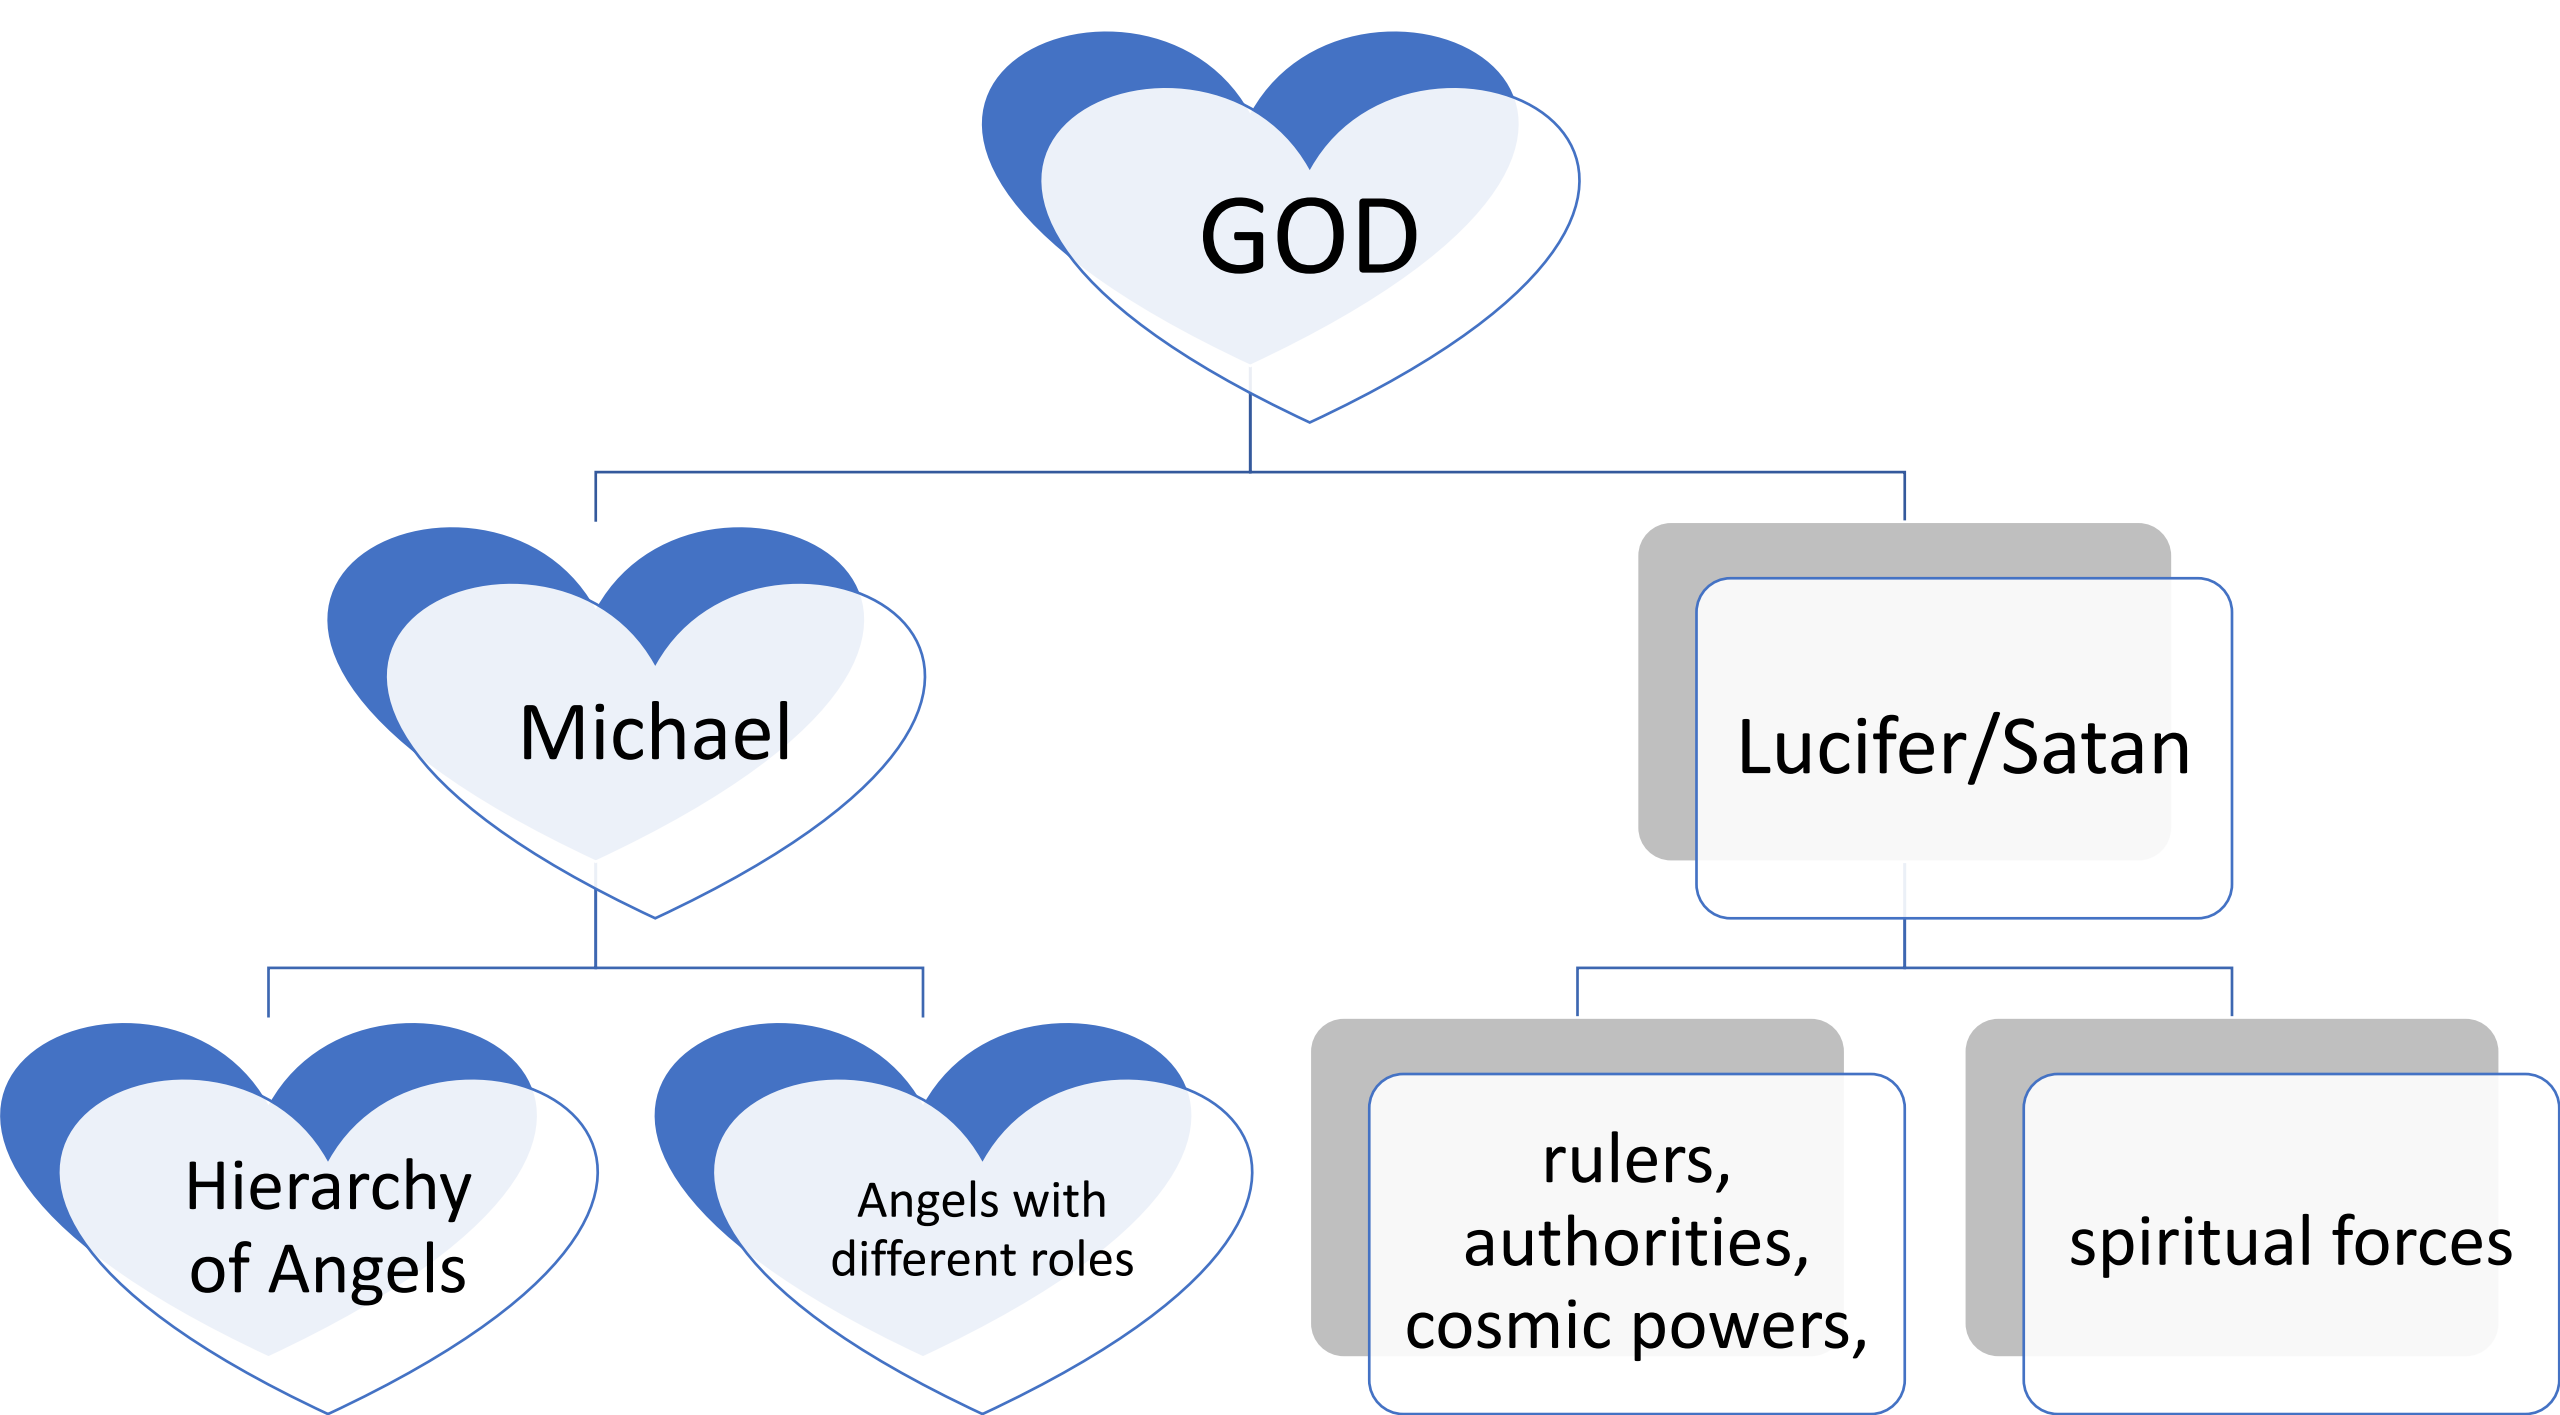 GOD
Michael
Lucifer/Satan
Hierarchy
of Angels
Angels with
different roles
rulers,
authorities,
cosmic powers,
spiritual forces